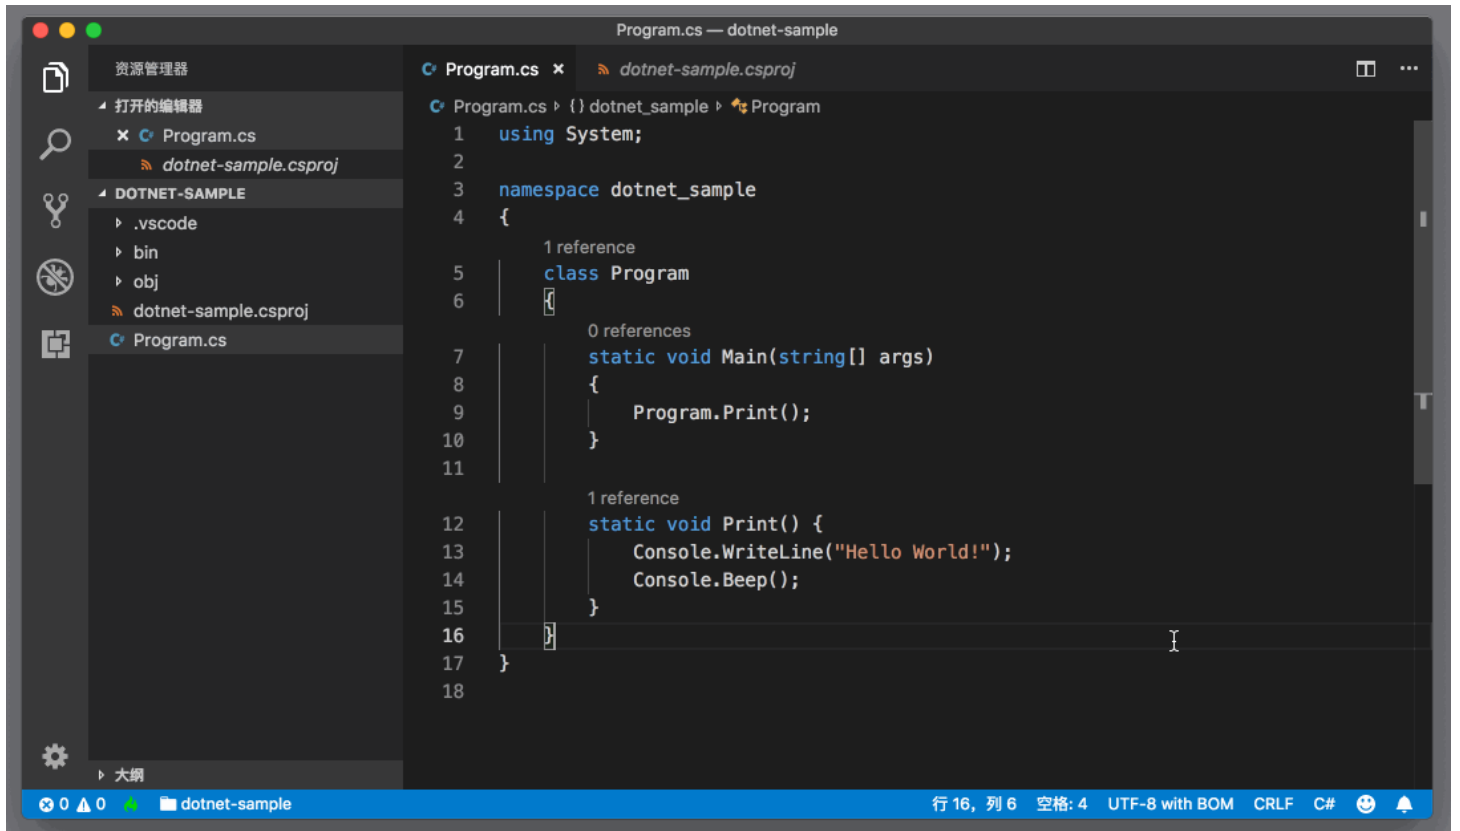 Program.cs — dotnet-sample
资源管理器
打开的编辑器
Program.cs
dotnet-sample.csproj
DOTNET-SAMPLE
.vscode
bin
obj
dotnet-sample.csproj
Program.cs
大纲
Program.cs dotnet-sample.csproj
Program.cs {} dotnet_sample Program
1 using System;
2
3 namespace dotnet_sample
4 {
1 reference
5 class Program
6 {
0 references
7 static void Main(string[] args)
8 {
9 Program.Print();
10 }
11
1 reference
12 static void Print() {
13 Console.WriteLine("Hello World!");
14 Console.Beep();
15 }
16 }
17 }
18
0 0 dotnet-sample 行 16，列 6 空格: 4 UTF-8 with BOM CRLF C#